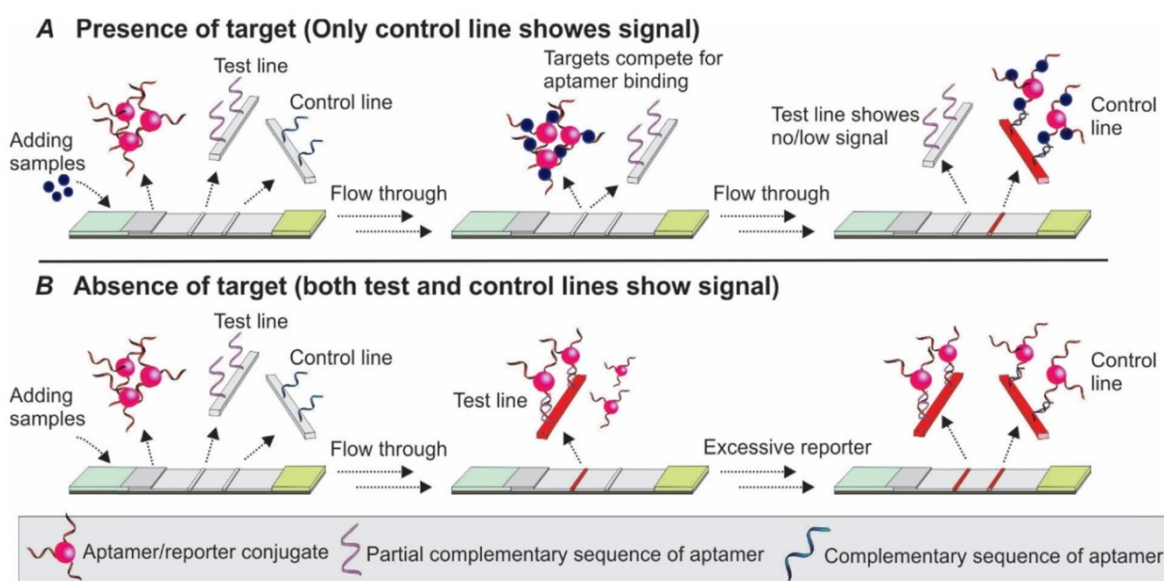 A Presence of target (Only control line showes signal)
Test line
Control line
Adding
samples
Flow through
Targets compete for
aptamer binding
Flow through
Test line showes
no/low signal
Control
line
B Absence of target (both test and control lines show signal)
Test line
Control line
Adding
samples
Flow through
Test line
Excessive reporter
Control
line
Aptamer/reporter conjugate
Partial complementary sequence of aptamer
Complementary sequence of aptamer